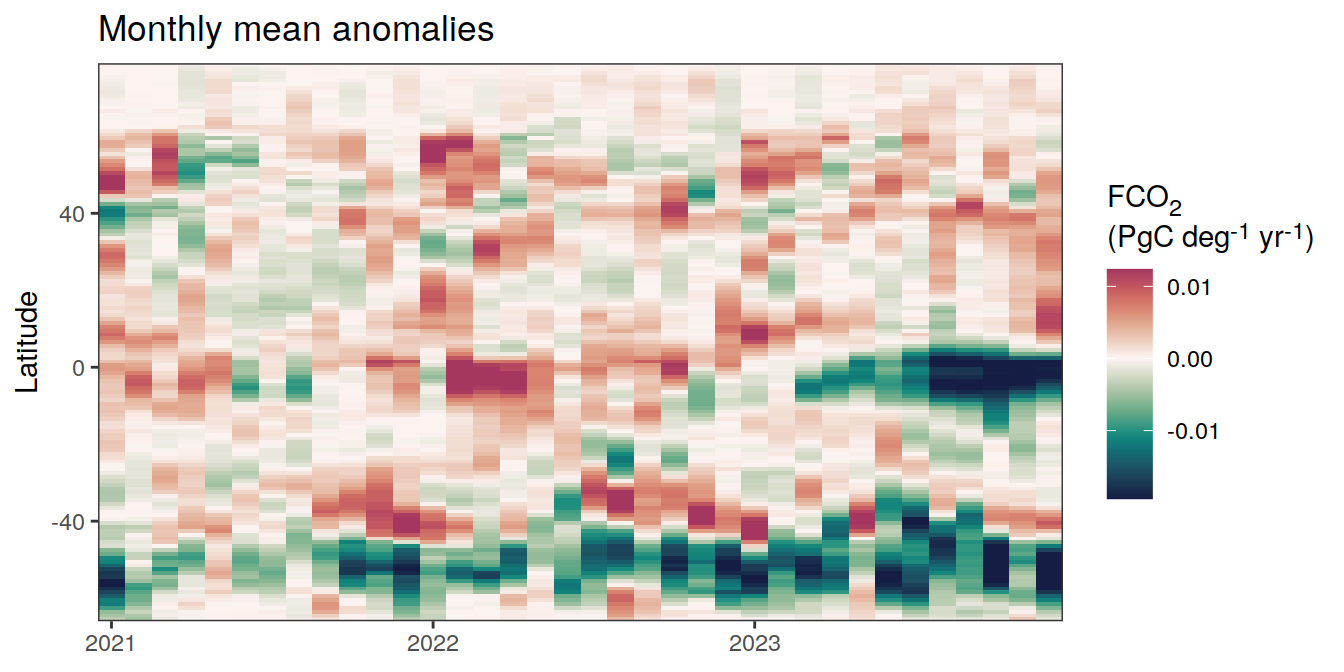 Monthly mean anomalies
Latitude
40
0
-40
2021 2022 2023
FCO₂
(PgC deg⁻¹ yr⁻¹)
0.01
0.00
-0.01